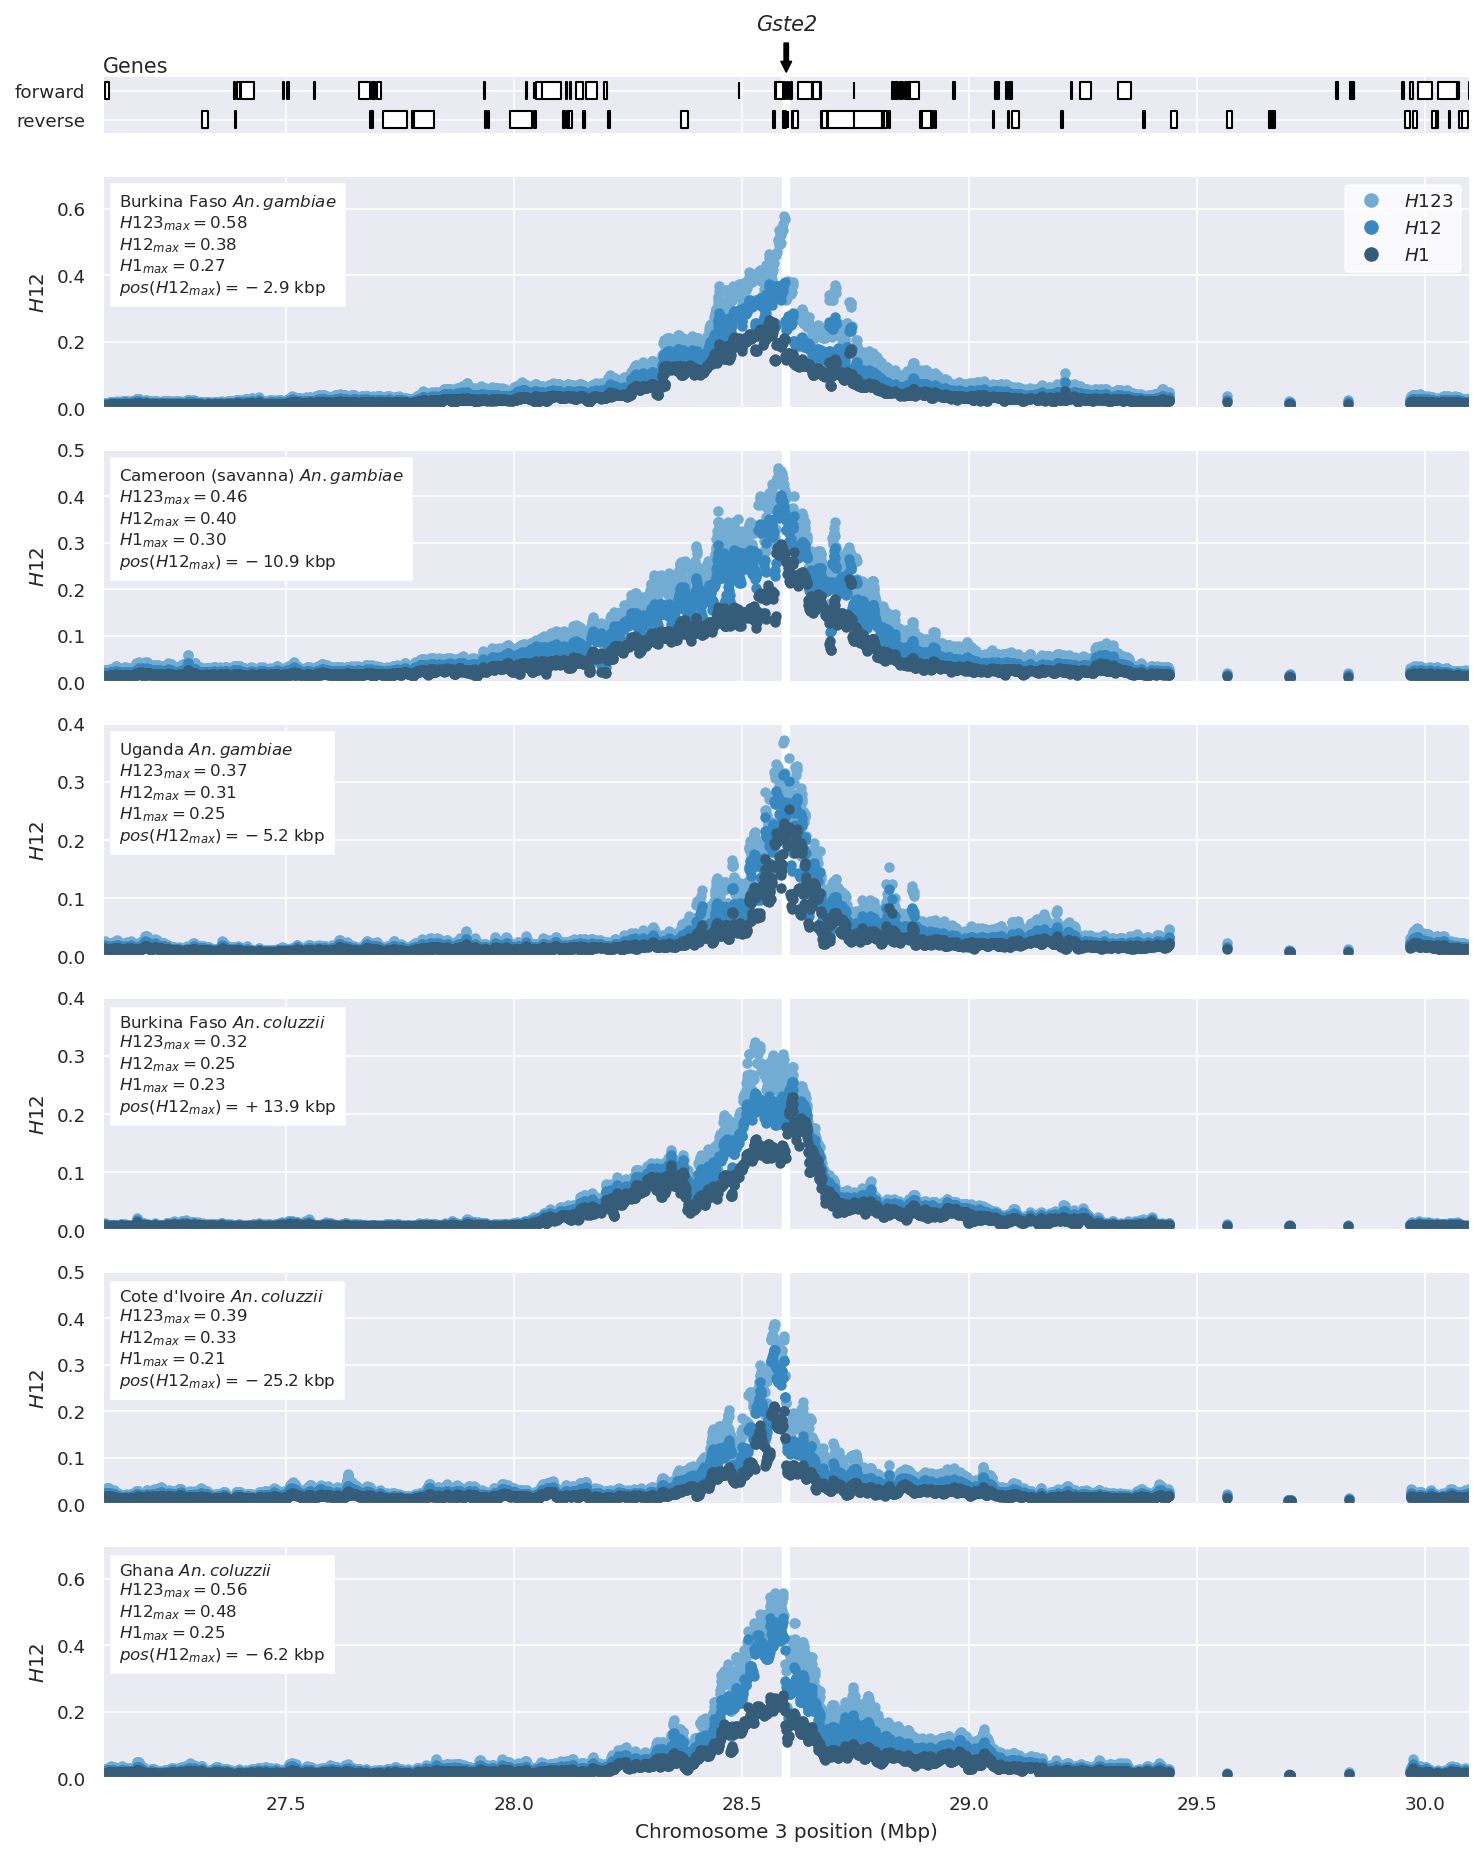 Gste2
Genes
forward
reverse
Burkina Faso An. gambiae
H123max = 0.58
H12max = 0.38
H1max = 0.27
pos(H12max) = − 2.9 kbp
H123
H12
H1
0.6
0.4
0.2
0.0
H12
Cameroon (savanna) An. gambiae
H123max = 0.46
H12max = 0.40
H1max = 0.30
pos(H12max) = − 10.9 kbp
0.5
0.4
0.3
0.2
0.1
0.0
H12
Uganda An. gambiae
H123max = 0.37
H12max = 0.31
H1max = 0.25
pos(H12max) = − 5.2 kbp
0.4
0.3
0.2
0.1
0.0
H12
Burkina Faso An. coluzzii
H123max = 0.32
H12max = 0.25
H1max = 0.23
pos(H12max) = + 13.9 kbp
0.4
0.3
0.2
0.1
0.0
H12
Cote d'Ivoire An. coluzzii
H123max = 0.39
H12max = 0.33
H1max = 0.21
pos(H12max) = − 25.2 kbp
0.5
0.4
0.3
0.2
0.1
0.0
H12
Ghana An. coluzzii
H123max = 0.56
H12max = 0.48
H1max = 0.25
pos(H12max) = − 6.2 kbp
0.6
0.4
0.2
0.0
H12
27.5 28.0 28.5 29.0 29.5 30.0
Chromosome 3 position (Mbp)